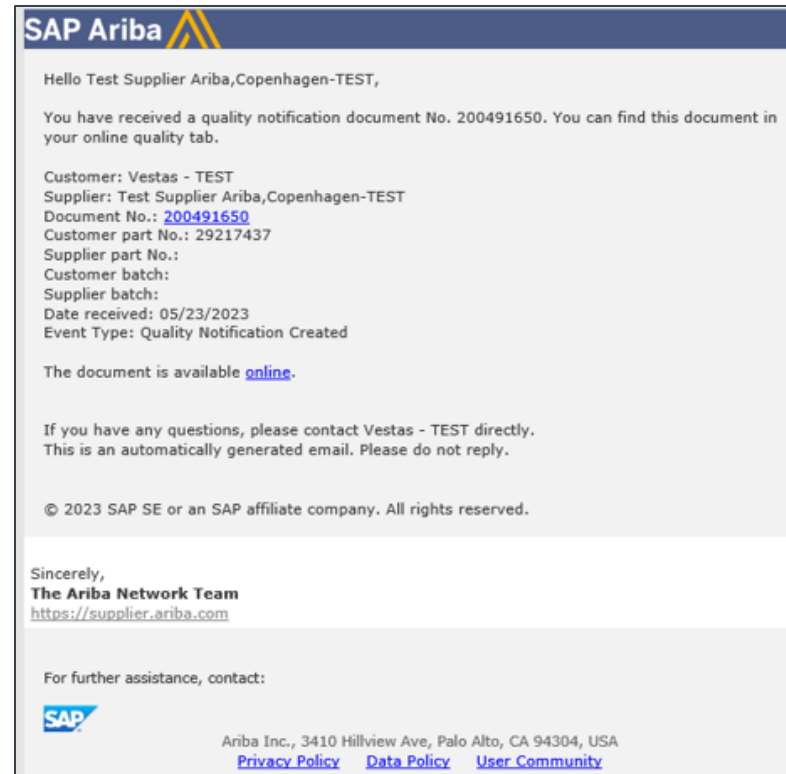 SAP Ariba
Hello Test Supplier Ariba,Copenhagen-TEST,
You have received a quality notification document No. 200491650. You can find this document in
your online quality tab.
Customer: Vestas - TEST
Supplier: Test Supplier Ariba,Copenhagen-TEST
Document No.: 200491650
Customer part No.: 29217437
Supplier part No.:
Customer batch:
Supplier batch:
Date received: 05/23/2023
Event Type: Quality Notification Created
The document is available online.
If you have any questions, please contact Vestas - TEST directly.
This is an automatically generated email. Please do not reply.
© 2023 SAP SE or an SAP affiliate company. All rights reserved.
Sincerely,
The Ariba Network Team
https://supplier.ariba.com
For further assistance, contact:
SAP
Ariba Inc., 3410 Hillview Ave, Palo Alto, CA 94304, USA
Privacy Policy Data Policy User Community